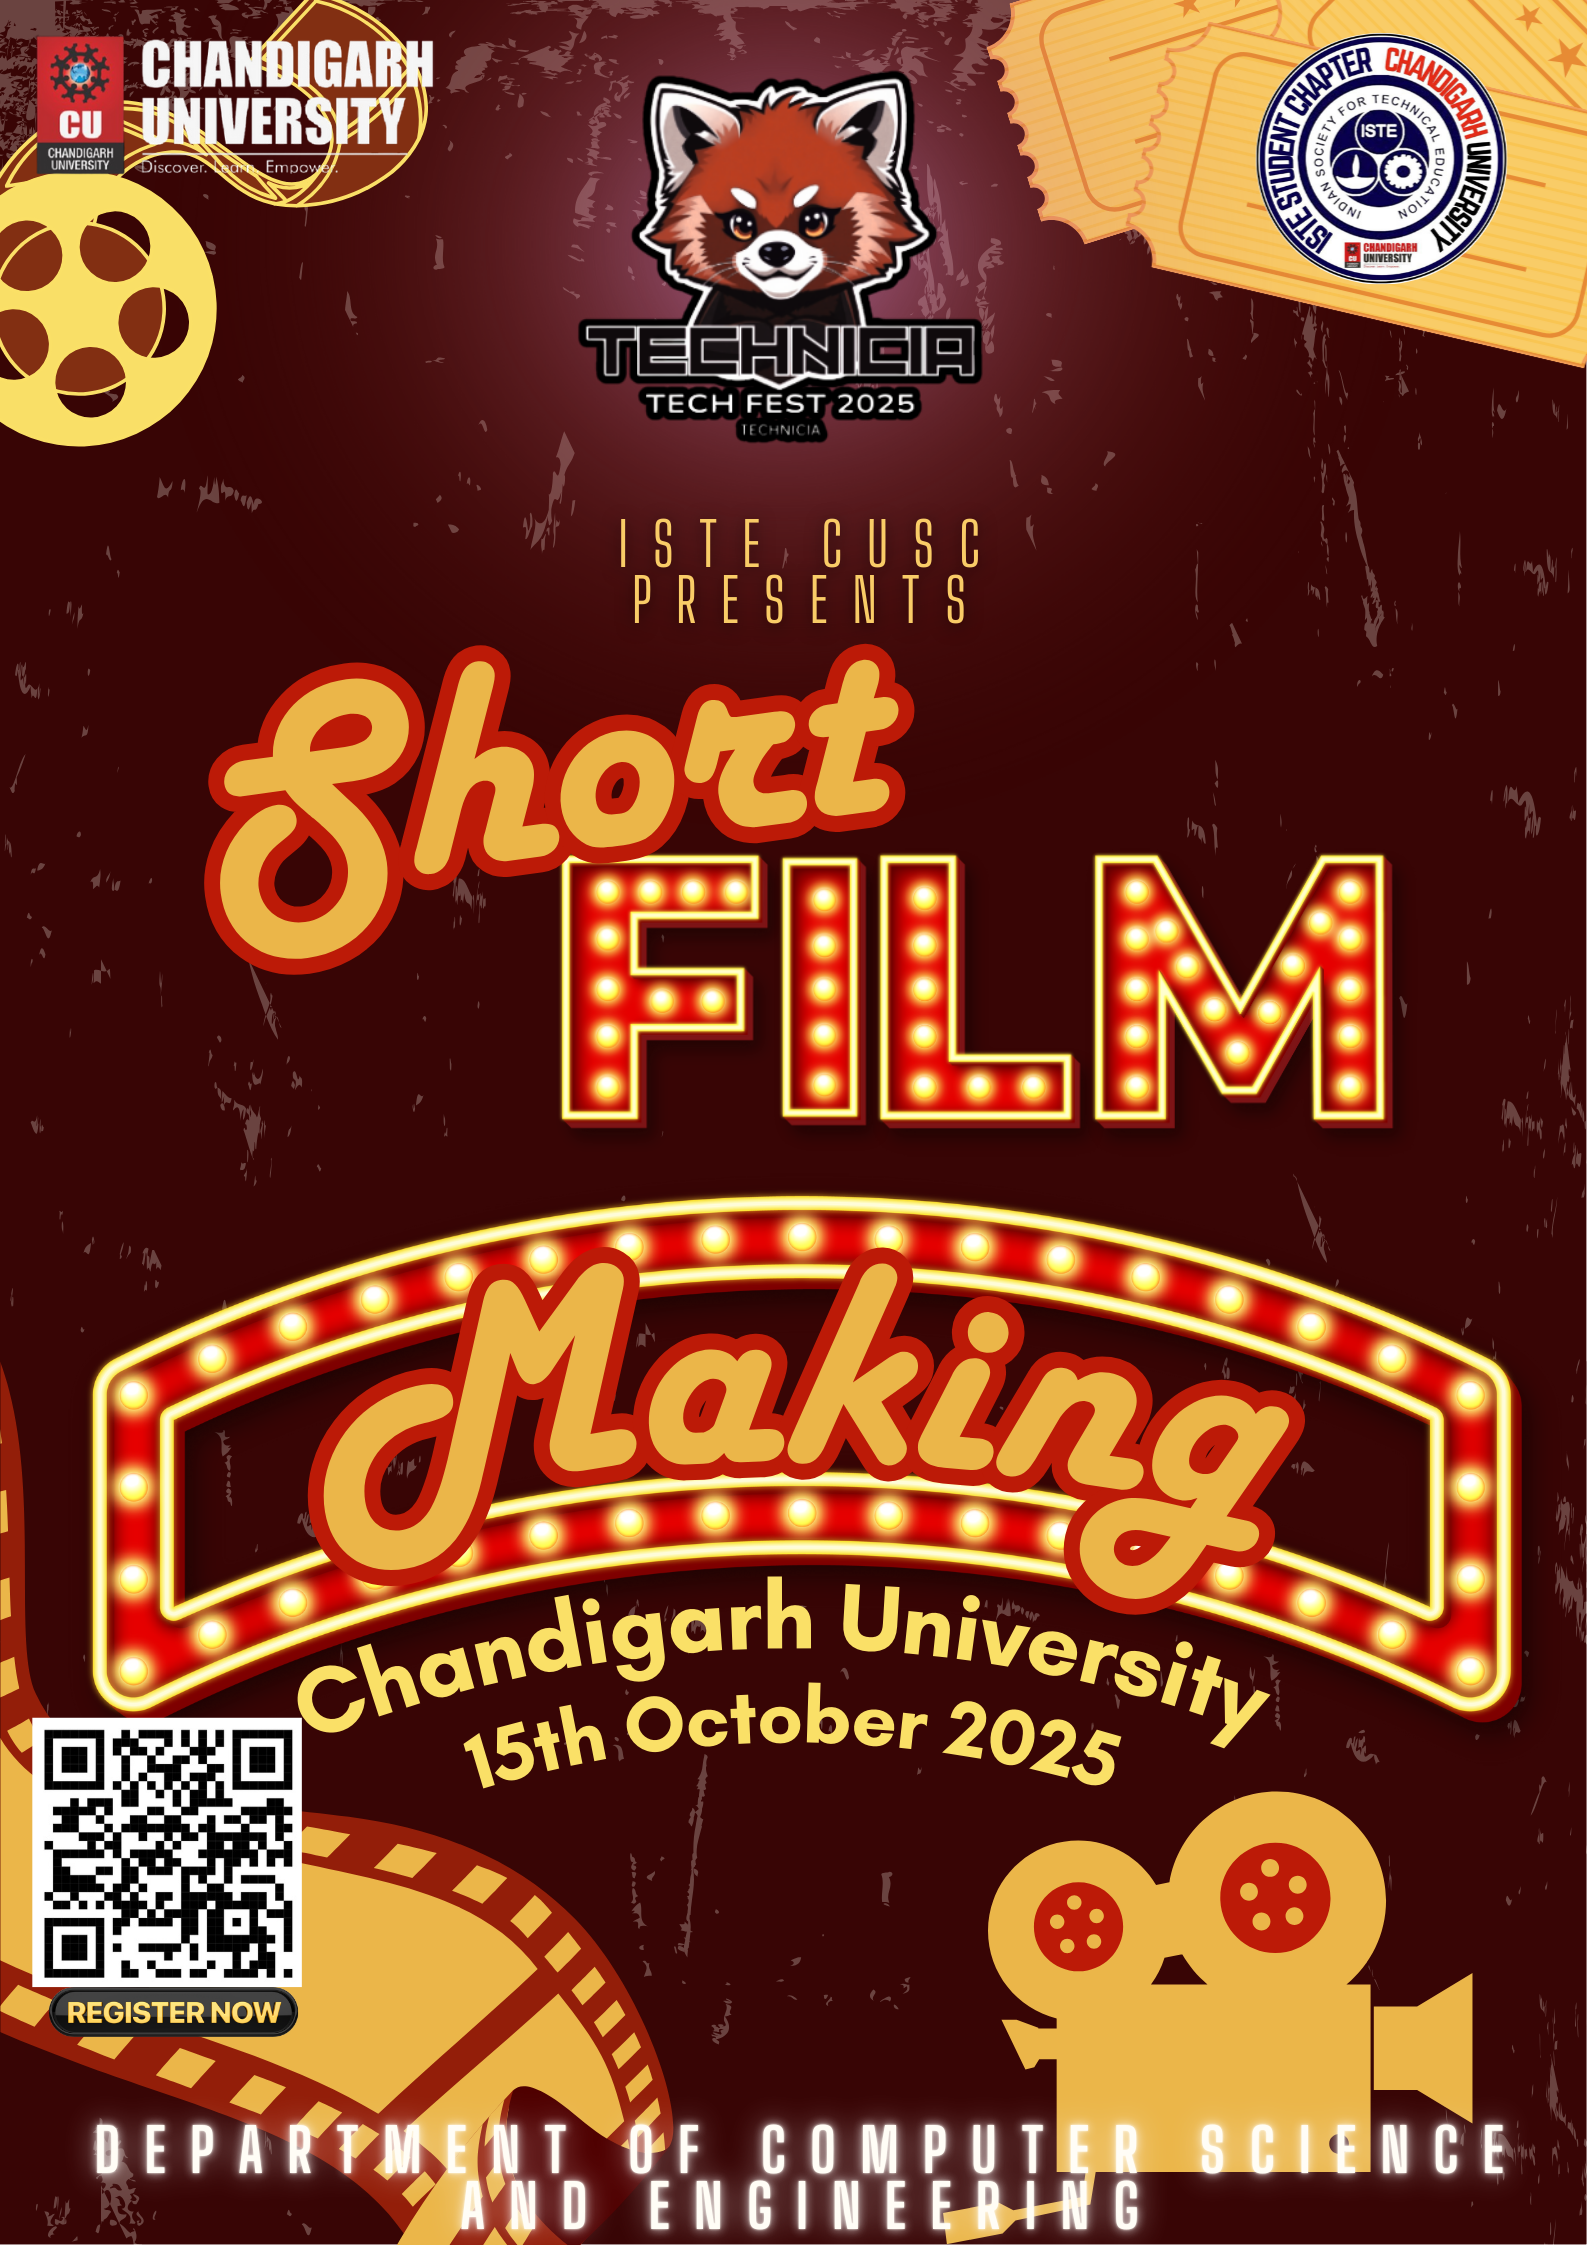 CHANDIGARH
UNIVERSITY
Discover. Learn. Empower.
CU
CHANDIGARH
UNIVERSITY
ISTE STUDENT CHAPTER CHANDIGARH UNIVERSITY
INDIAN SOCIETY FOR TECHNICAL EDUCATION
ISTE
CHANDIGARH
UNIVERSITY
TECHNICIA
TECH FEST 2025
TECHNICIA
ISTE CUSC
PRESENTS
Short
FILM
Making
Chandigarh University
15th October 2025
REGISTER NOW
DEPARTMENT OF COMPUTER SCIENCE
AND ENGINEERING